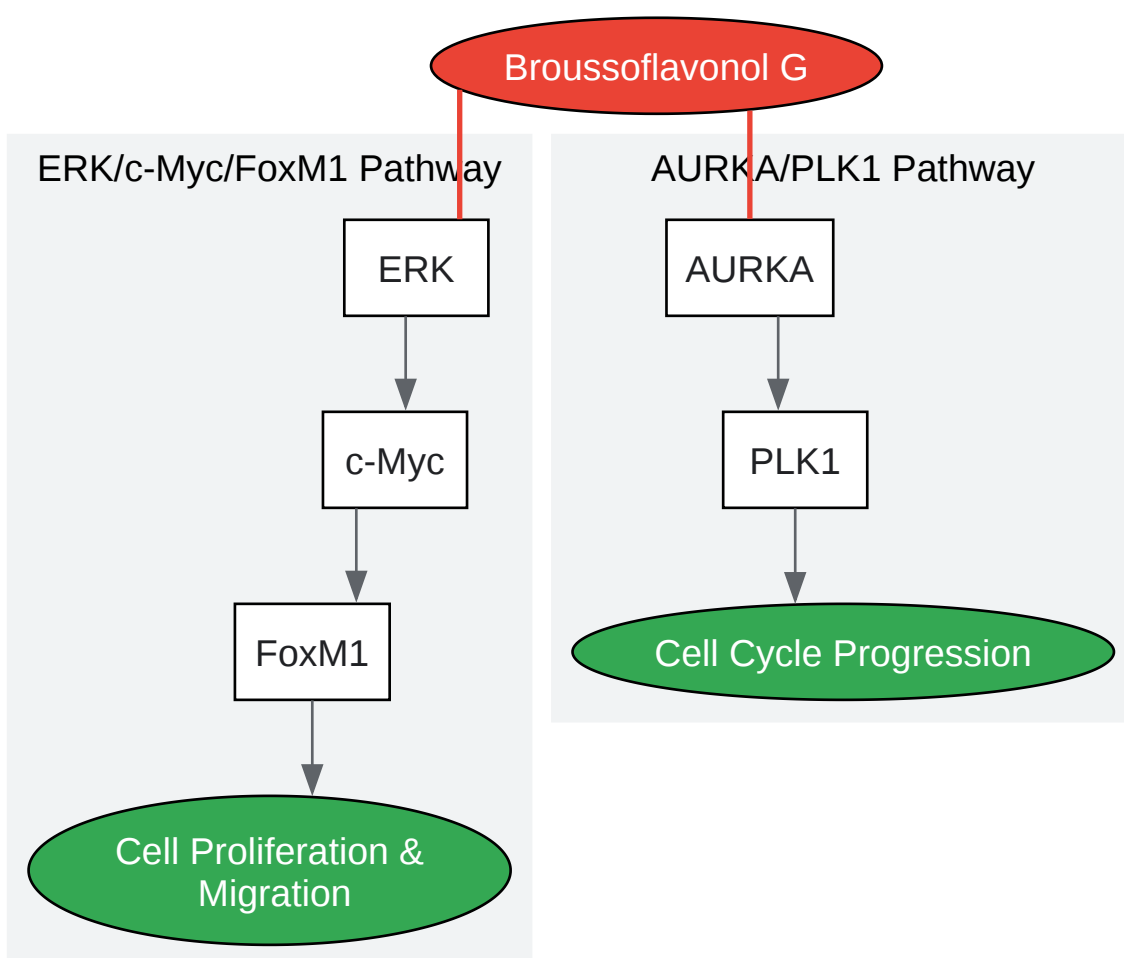 Broussoflavonol G
ERK/c-Myc/FoxM1 Pathway
ERK
c-Myc
FoxM1
Cell Proliferation &
Migration
AURKA/PLK1 Pathway
AURKA
PLK1
Cell Cycle Progression